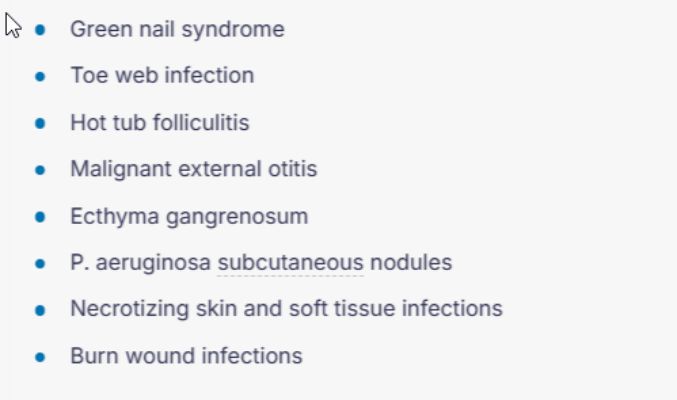 Green nail syndrome
Toe web infection
Hot tub folliculitis
Malignant external otitis
Ecthyma gangrenosum
P. aeruginosa subcutaneous nodules
Necrotizing skin and soft tissue infections
Burn wound infections